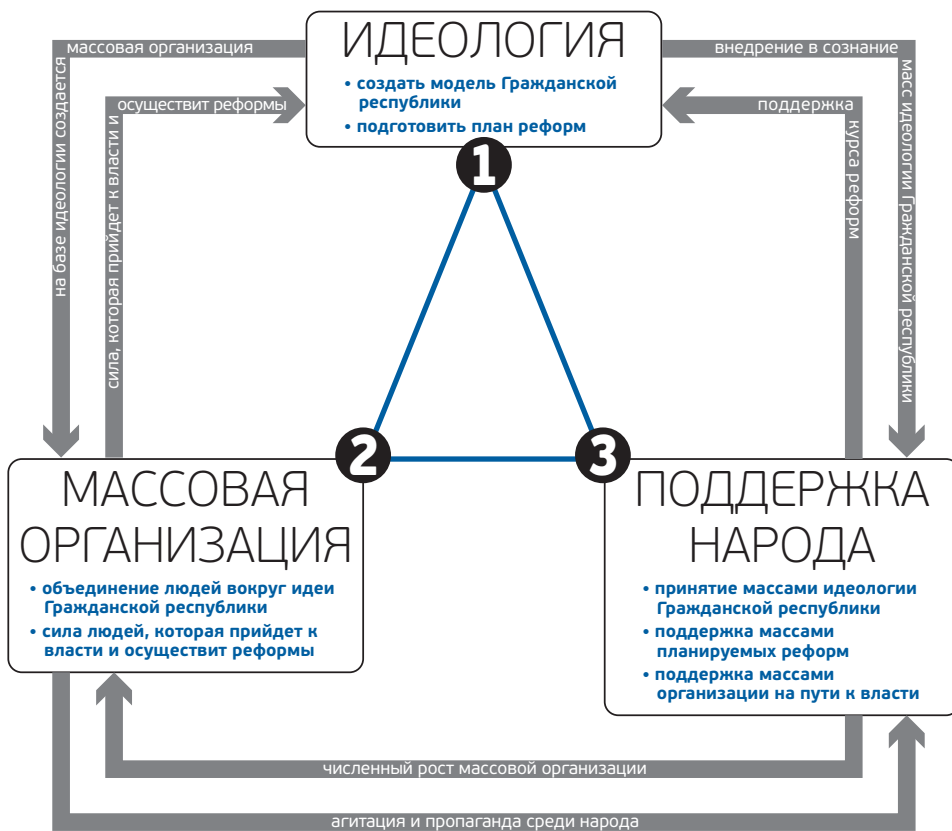 массовая организация
на базе идеологии создается
осуществит реформы
сила, которая прийдет к власти и
ИДЕОЛОГИЯ
• создать модель Гражданской
республики
• подготовить план реформ
внедрение в сознание
масс идеологии Гражданской республики
поддержка
курса реформ
1
2
3
МАССОВАЯ
ОРГАНИЗАЦИЯ
• объединение людей вокруг идеи
Гражданской республики
• сила людей, которая прийдет к
власти и осуществит реформы
ПОДДЕРЖКА
НАРОДА
• принятие массами идеологии
Гражданской республики
• поддержка массами
планируемых реформ
• поддержка массами
организации на пути к власти
численный рост массовой организации
агитация и пропаганда среди народа